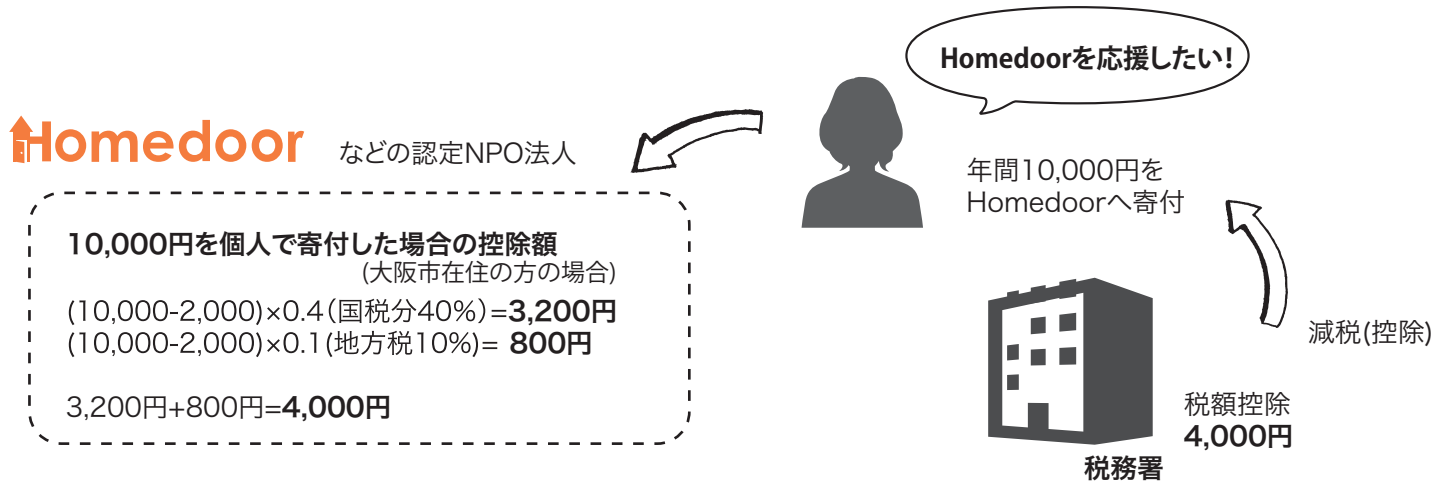 Homedoorを応援したい!
Homedoor などの認定NPO法人
年間10,000円を
Homedoorへ寄付
10,000円を個人で寄付した場合の控除額
(大阪市在住の方の場合)
(10,000-2,000)×0.4(国税分40%)=3,200円
(10,000-2,000)×0.1(地方税10%)= 800円
3,200円+800円=4,000円
減税(控除)
税額控除
4,000円
税務署